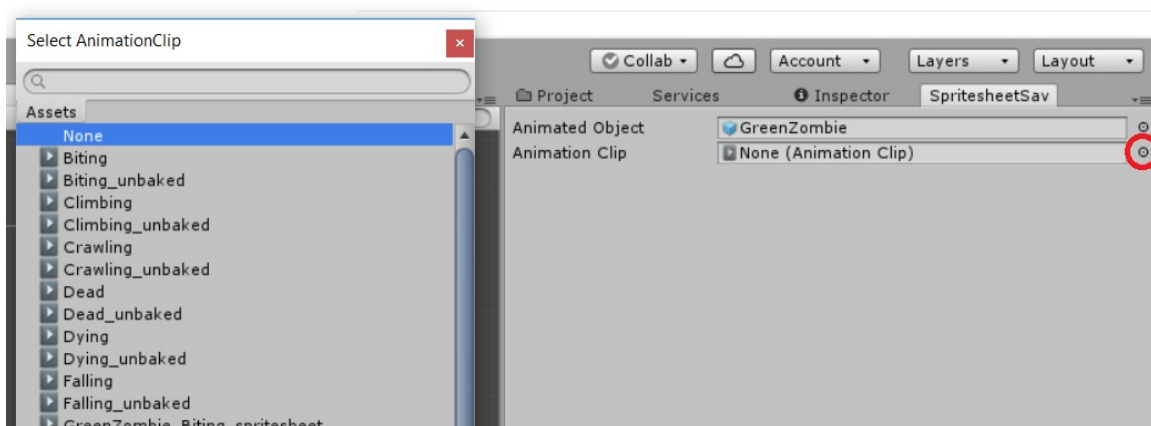 Select AnimationClip
Assets
None
Biting
Biting_unbaked
Climbing
Climbing_unbaked
Crawling
Crawling_unbaked
Dead
Dead_unbaked
Dying
Dying_unbaked
Falling
Falling_unbaked
GreenZombie_Biting_spritesheet
Collab Account Layers Layout
Project Services Inspector SpritesheetSav
Animated Object GreenZombie
Animation Clip None (Animation Clip)